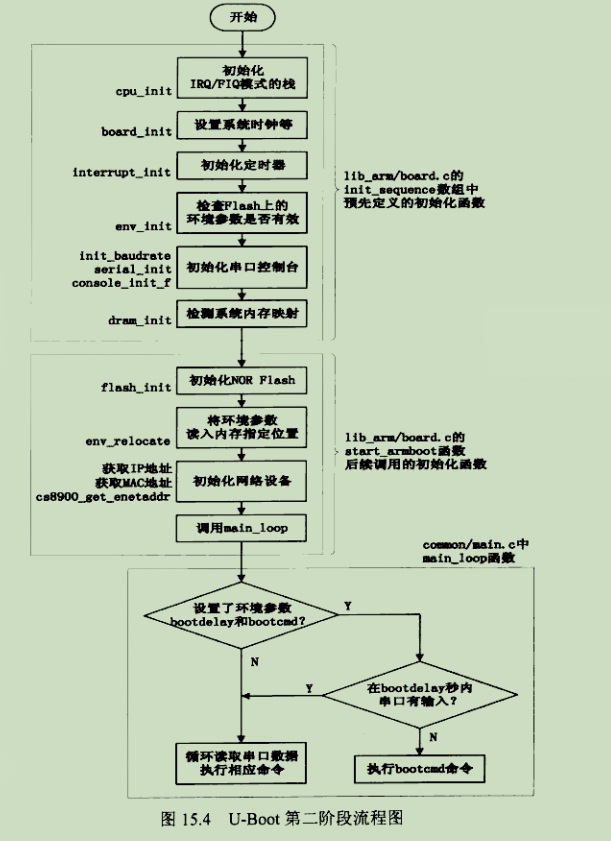 开始
初始化
IRQ/FIQ模式的栈
cpu_init
设置系统时钟等
board_init
初始化定时器
interrupt_init
lib_arm/board.c的
init_sequence数组中
预先定义的初始化函数
检查Flash上的
环境参数是否有效
env_init
init_baudrate
serial_init
console_init_f
初始化串口控制台
检测系统内存映射
dram_init
初始化NOR Flash
flash_init
将环境参数
读入内存指定位置
env_relocate
lib_arm/board.c的
start_armboot函数
后续调用的初始化函数
获取IP地址
获取MAC地址
cs8900_get_enetaddr
初始化网络设备
调用main_loop
common/main.c中
main_loop函数
设置了环境参数
bootdelay和bootcmd?
Y
N
在bootdelay秒内
串口有输入?
Y
N
循环读取串口数据
执行相应命令
执行bootcmd命令
图 15.4 U-Boot 第二阶段流程图